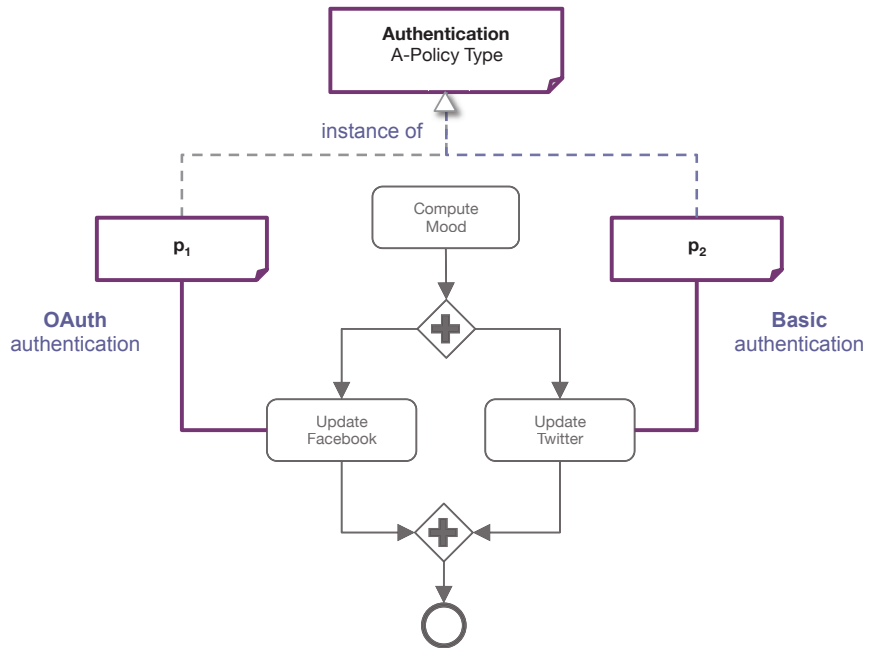 Authentication
A-Policy Type
instance of
Compute
Mood
p₁
p₂
OAuth
authentication
Basic
authentication
Update
Facebook
Update
Twitter